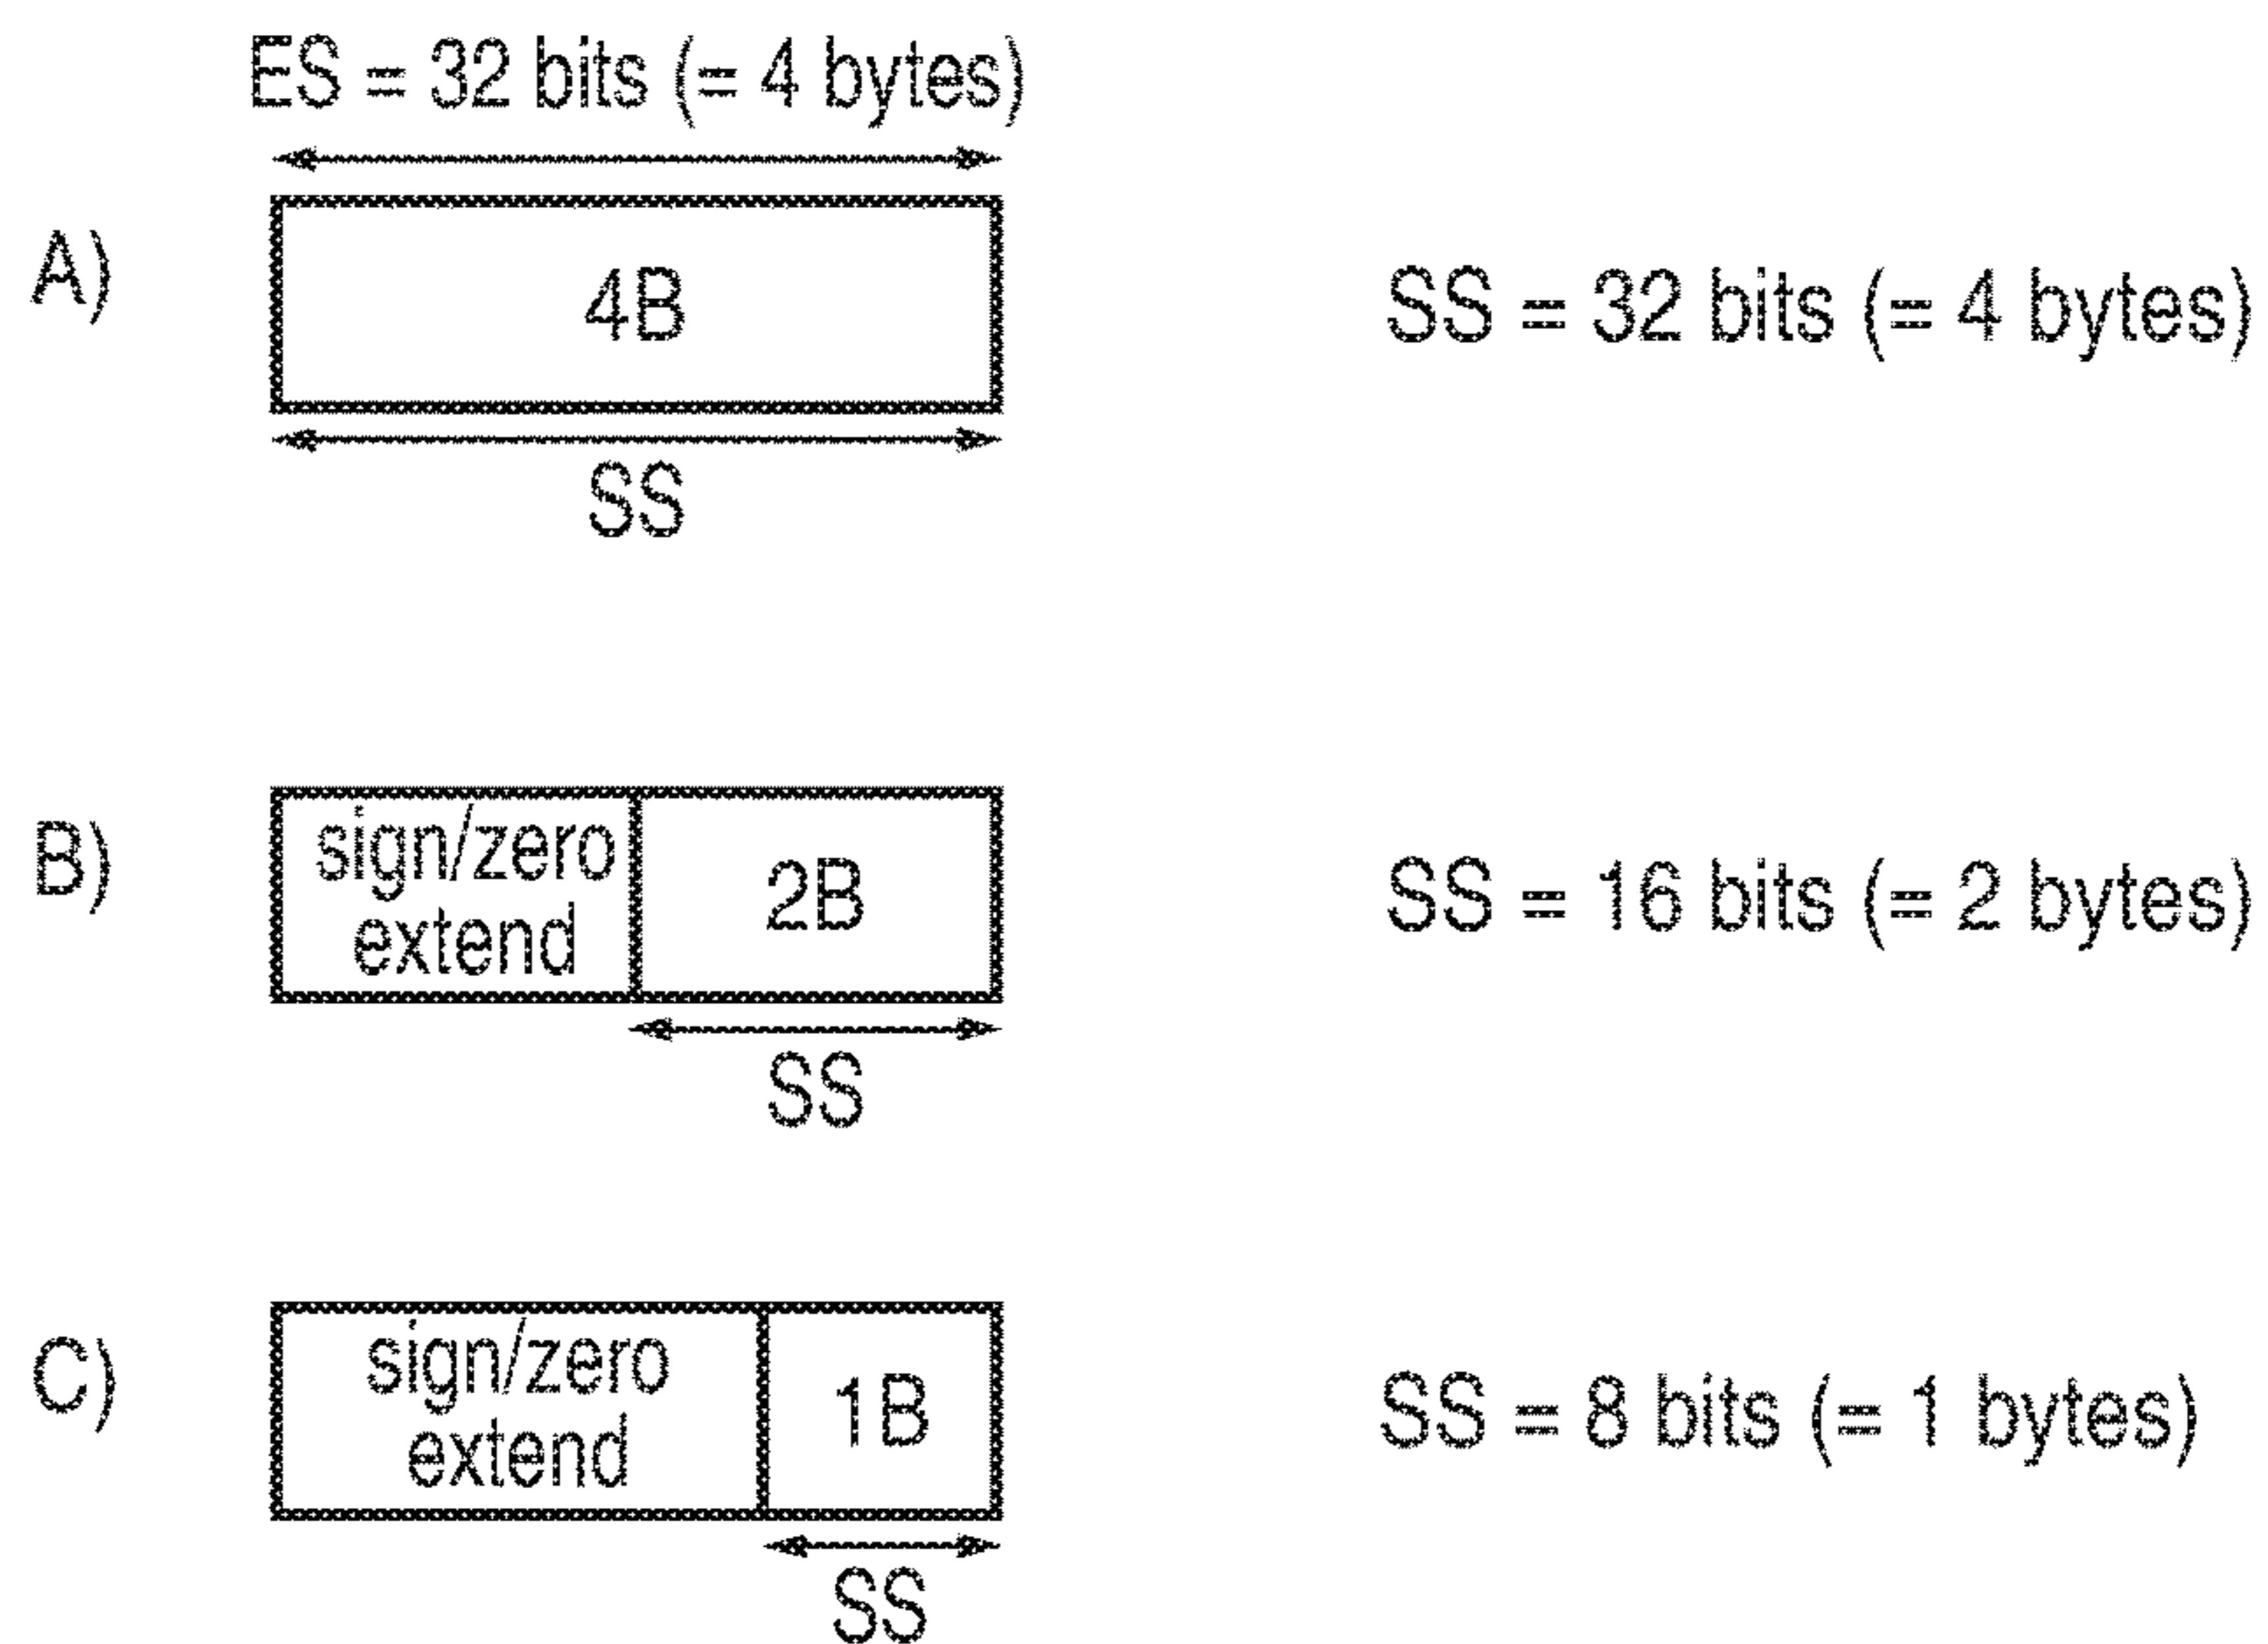 ES = 32 bits (= 4 bytes)
A)
4B
SS = 32 bits (= 4 bytes)
SS
B)
sign/zero
extend
2B
SS = 16 bits (= 2 bytes)
SS
C)
sign/zero
extend
1B
SS = 8 bits (= 1 bytes)
SS